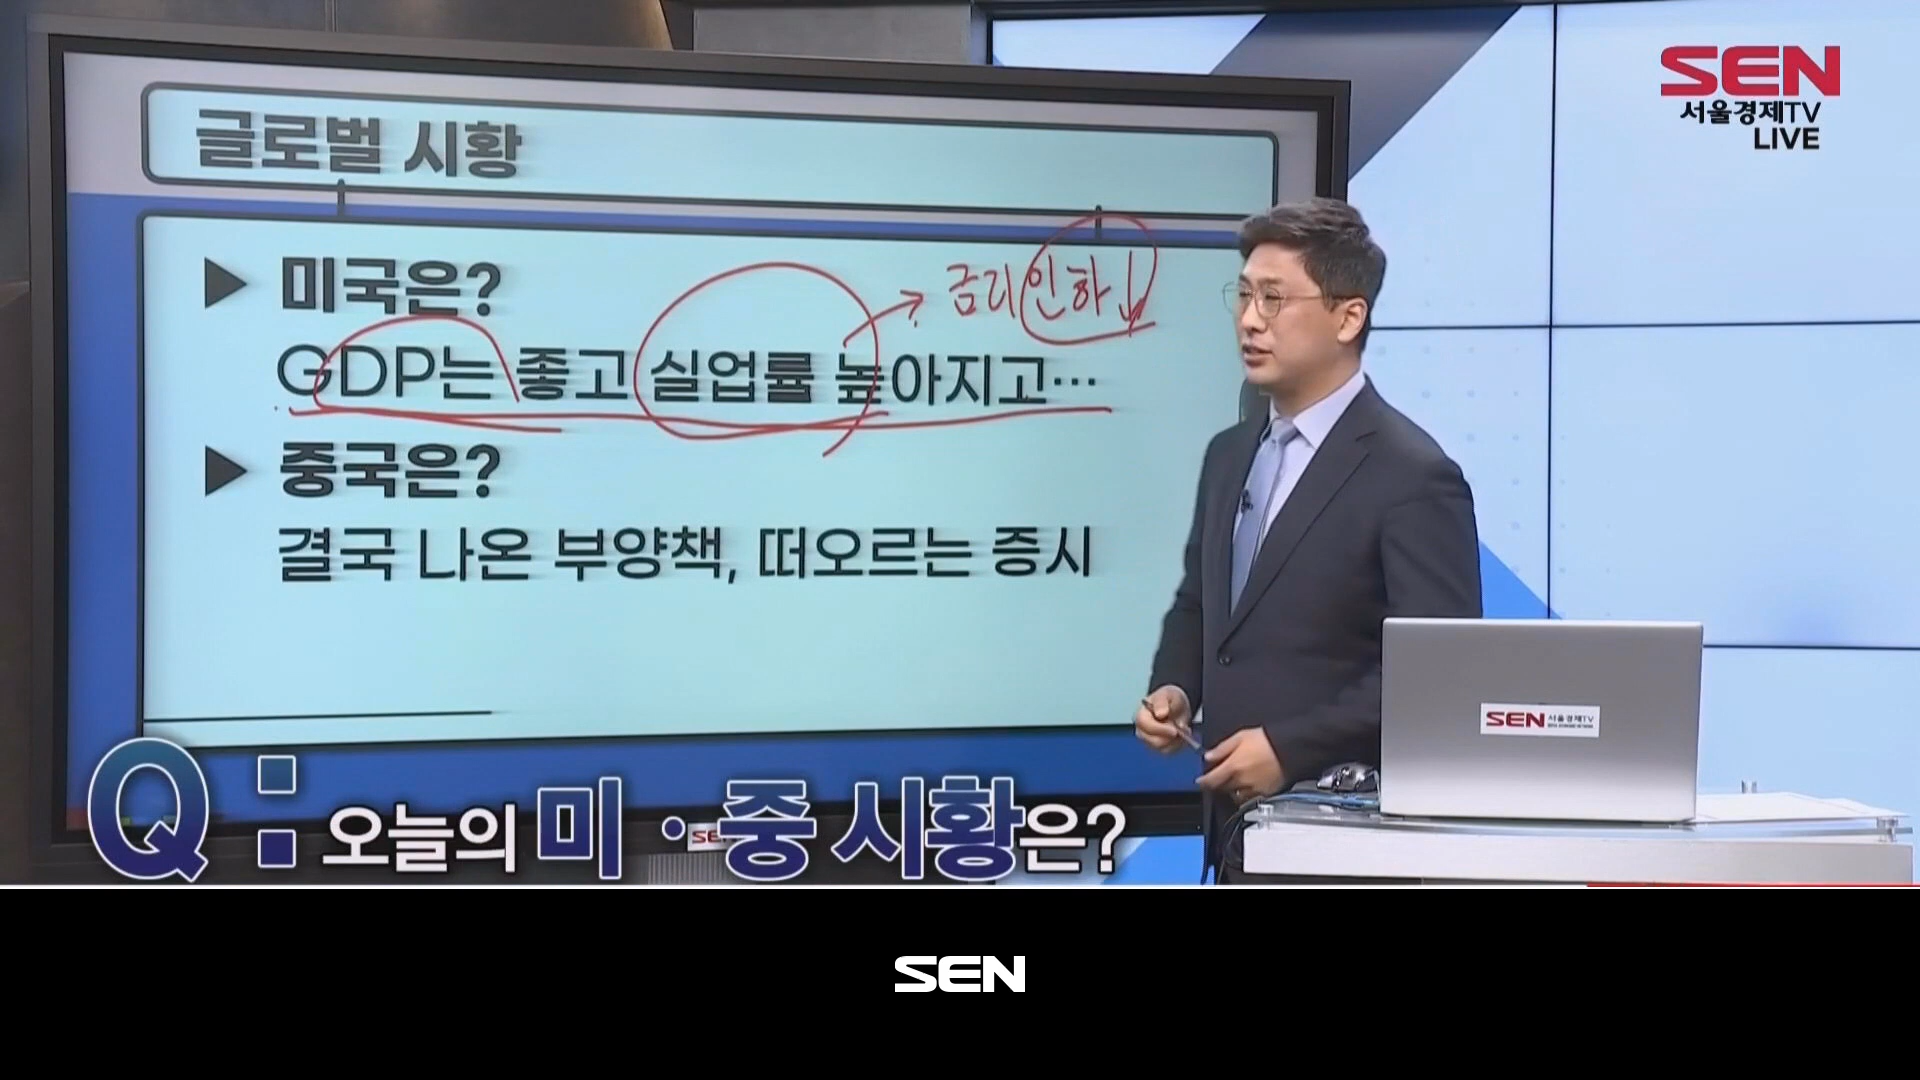 SEN
서울경제TV
LIVE
글로벌 시황
▶ 미국은?
금리인하↓
GDP는 좋고 실업률 높아지고…
▶ 중국은?
결국 나온 부양책, 떠오르는 증시
SEN 서울경제TV
Q : 오늘의 미·중 시황은?
SEN